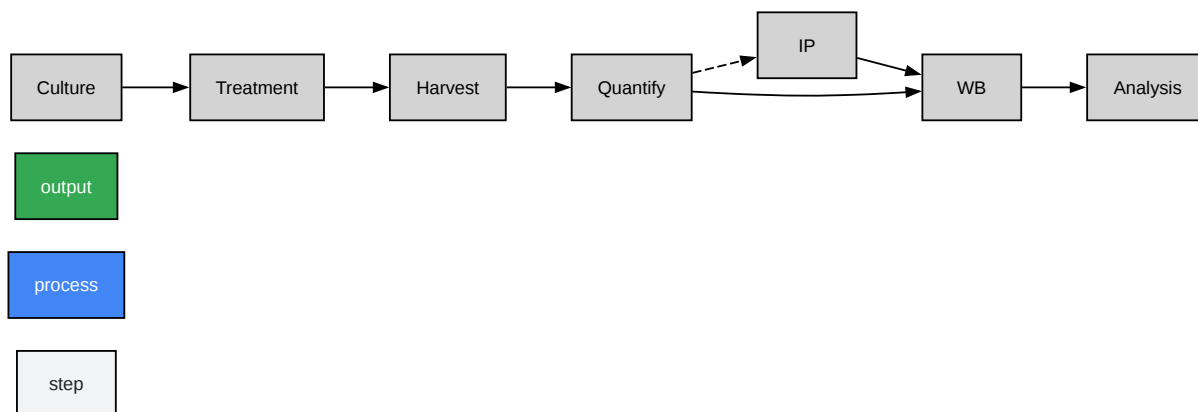 Culture
Treatment
Harvest
Quantify
IP
WB
Analysis
output
process
step